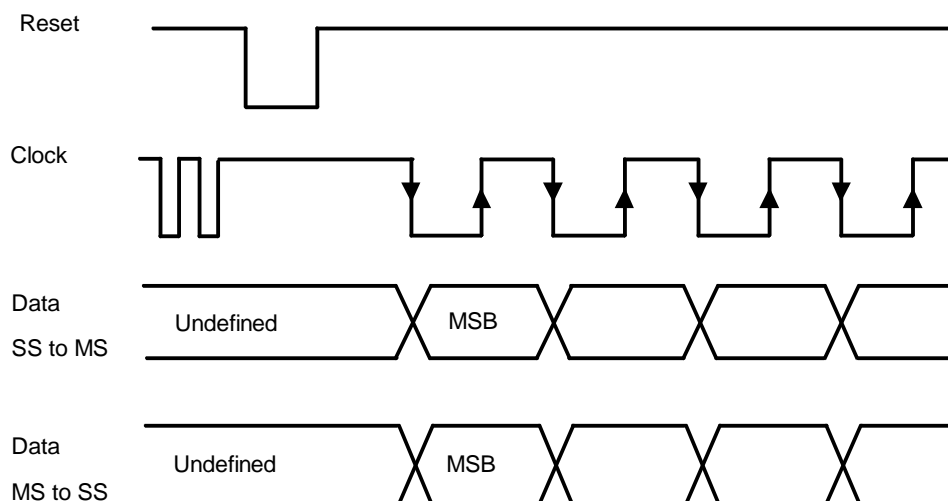 Reset
Clock
Data
SS to MS
Undefined
MSB
Data
MS to SS
Undefined
MSB